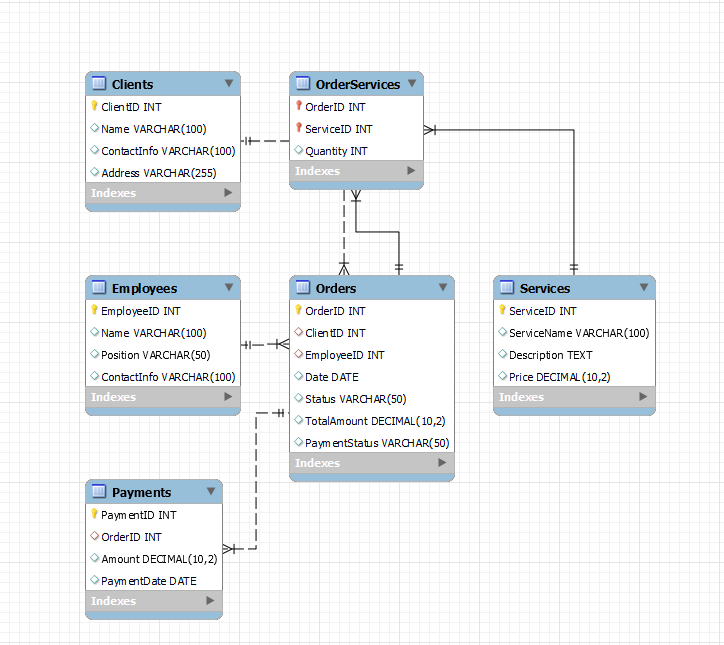 Clients
ClientID INT
Name VARCHAR(100)
ContactInfo VARCHAR(100)
Address VARCHAR(255)
Indexes
OrderServices
OrderID INT
ServiceID INT
Quantity INT
Indexes
Employees
EmployeeID INT
Name VARCHAR(100)
Position VARCHAR(50)
ContactInfo VARCHAR(100)
Indexes
Orders
OrderID INT
ClientID INT
EmployeeID INT
Date DATE
Status VARCHAR(50)
TotalAmount DECIMAL(10,2)
PaymentStatus VARCHAR(50)
Indexes
Services
ServiceID INT
ServiceName VARCHAR(100)
Description TEXT
Price DECIMAL(10,2)
Indexes
Payments
PaymentID INT
OrderID INT
Amount DECIMAL(10,2)
PaymentDate DATE
Indexes